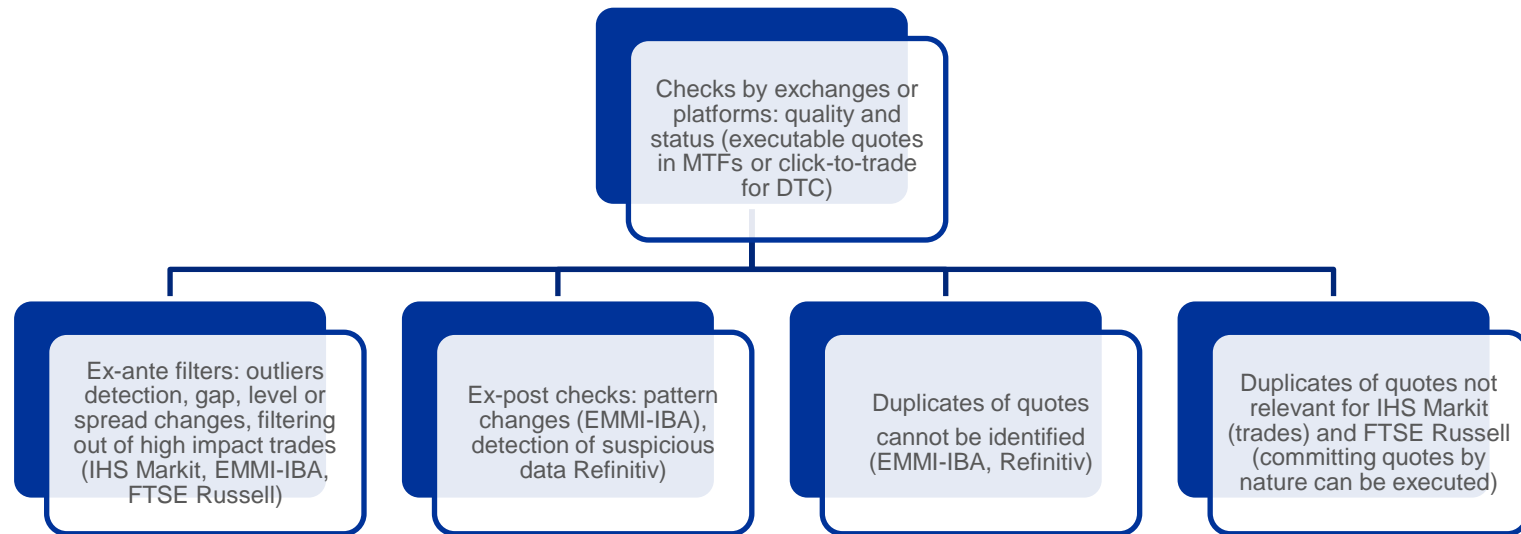 Checks by exchanges or
platforms: quality and
status (executable quotes
in MTFs or click-to-trade
for DTC)
Ex-ante filters: outliers
detection, gap, level or
spread changes, filtering
out of high impact trades
(IHS Markit, EMMI-IBA,
FTSE Russell)
Ex-post checks: pattern
changes (EMMI-IBA),
detection of suspicious
data Refinitiv)
Duplicates of quotes
cannot be identified
(EMMI-IBA, Refinitiv)
Duplicates of quotes not
relevant for IHS Markit
(trades) and FTSE Russell
(committing quotes by
nature can be executed)